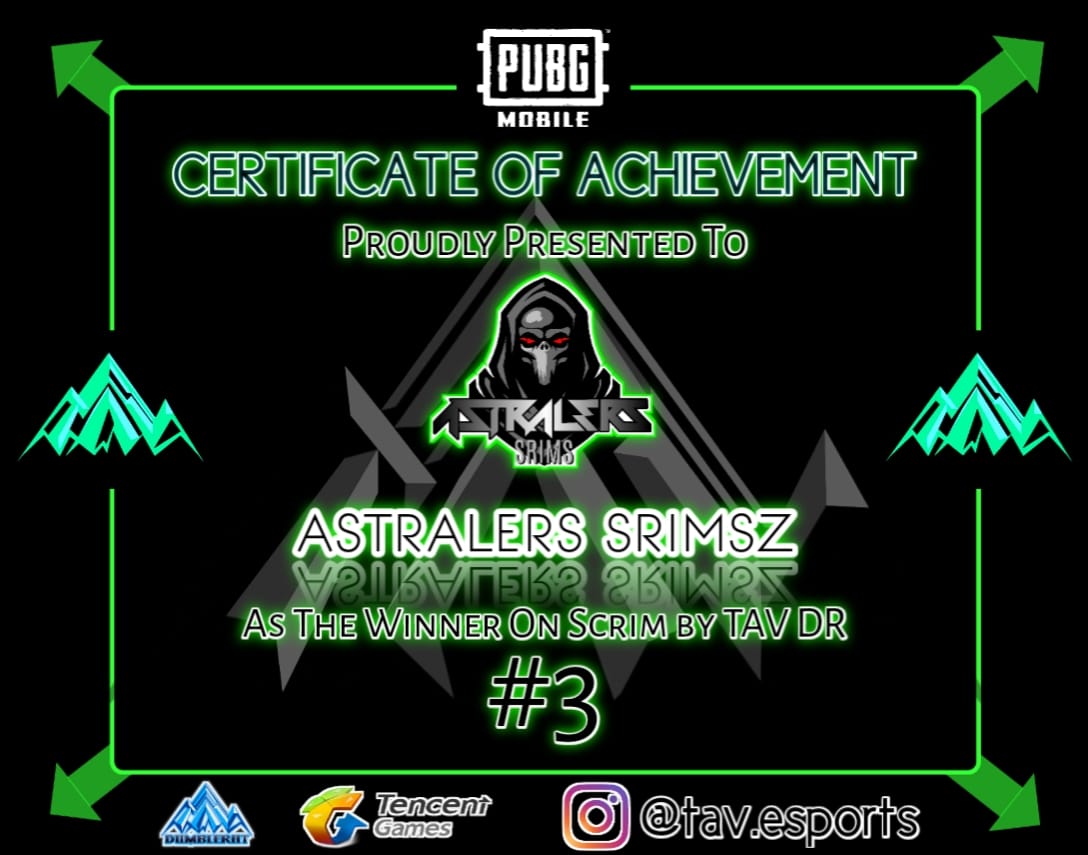 PUBG
MOBILE
CERTIFICATE OF ACHIEVEMENT
PROUDLY PRESENTED TO
ASTRALERS
SRIMS
ASTRALERS SRIMSZ
AS THE WINNER ON SCRIM BY TAV DR
#3
DUMBLERHT
Tencent
Games
@tav.esports